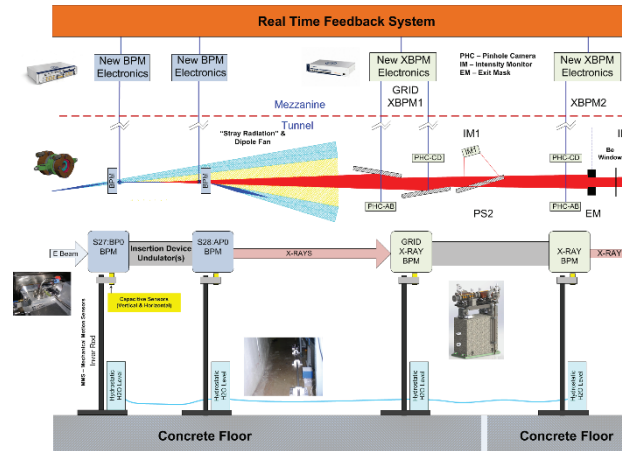 Real Time Feedback System
New BPM
Electronics
New BPM
Electronics
New XBPM
Electronics
PHC – Pinhole Camera
IM – Intensity Monitor
EM – Exit Mask
New XBPM
Electronics
GRID
XBPM1
XBPM2
Mezzanine
Tunnel
"Stray Radiation" &
Dipole Fan
IM1
IM1
PHC-CD
PHC-CD
Be
Window
BPM
BPM
PHC-AB
PHC-AB
PS2
EM
E Beam
S27:BP0
BPM
Insertion Device
Undulator(s)
S28:AP0
BPM
X-RAYS
GRID
X-RAY
BPM
X-RAY
BPM
X-RAY
Capacitive Sensors
(Vertical & Horizontal)
MMS – Mechanical Motion Sensors
Invar Rod
Hydrostatic
H2O Level
Hydrostatic
H2O Level
Hydrostatic
H2O Level
Hydrostatic
H2O Level
Concrete Floor
Concrete Flo